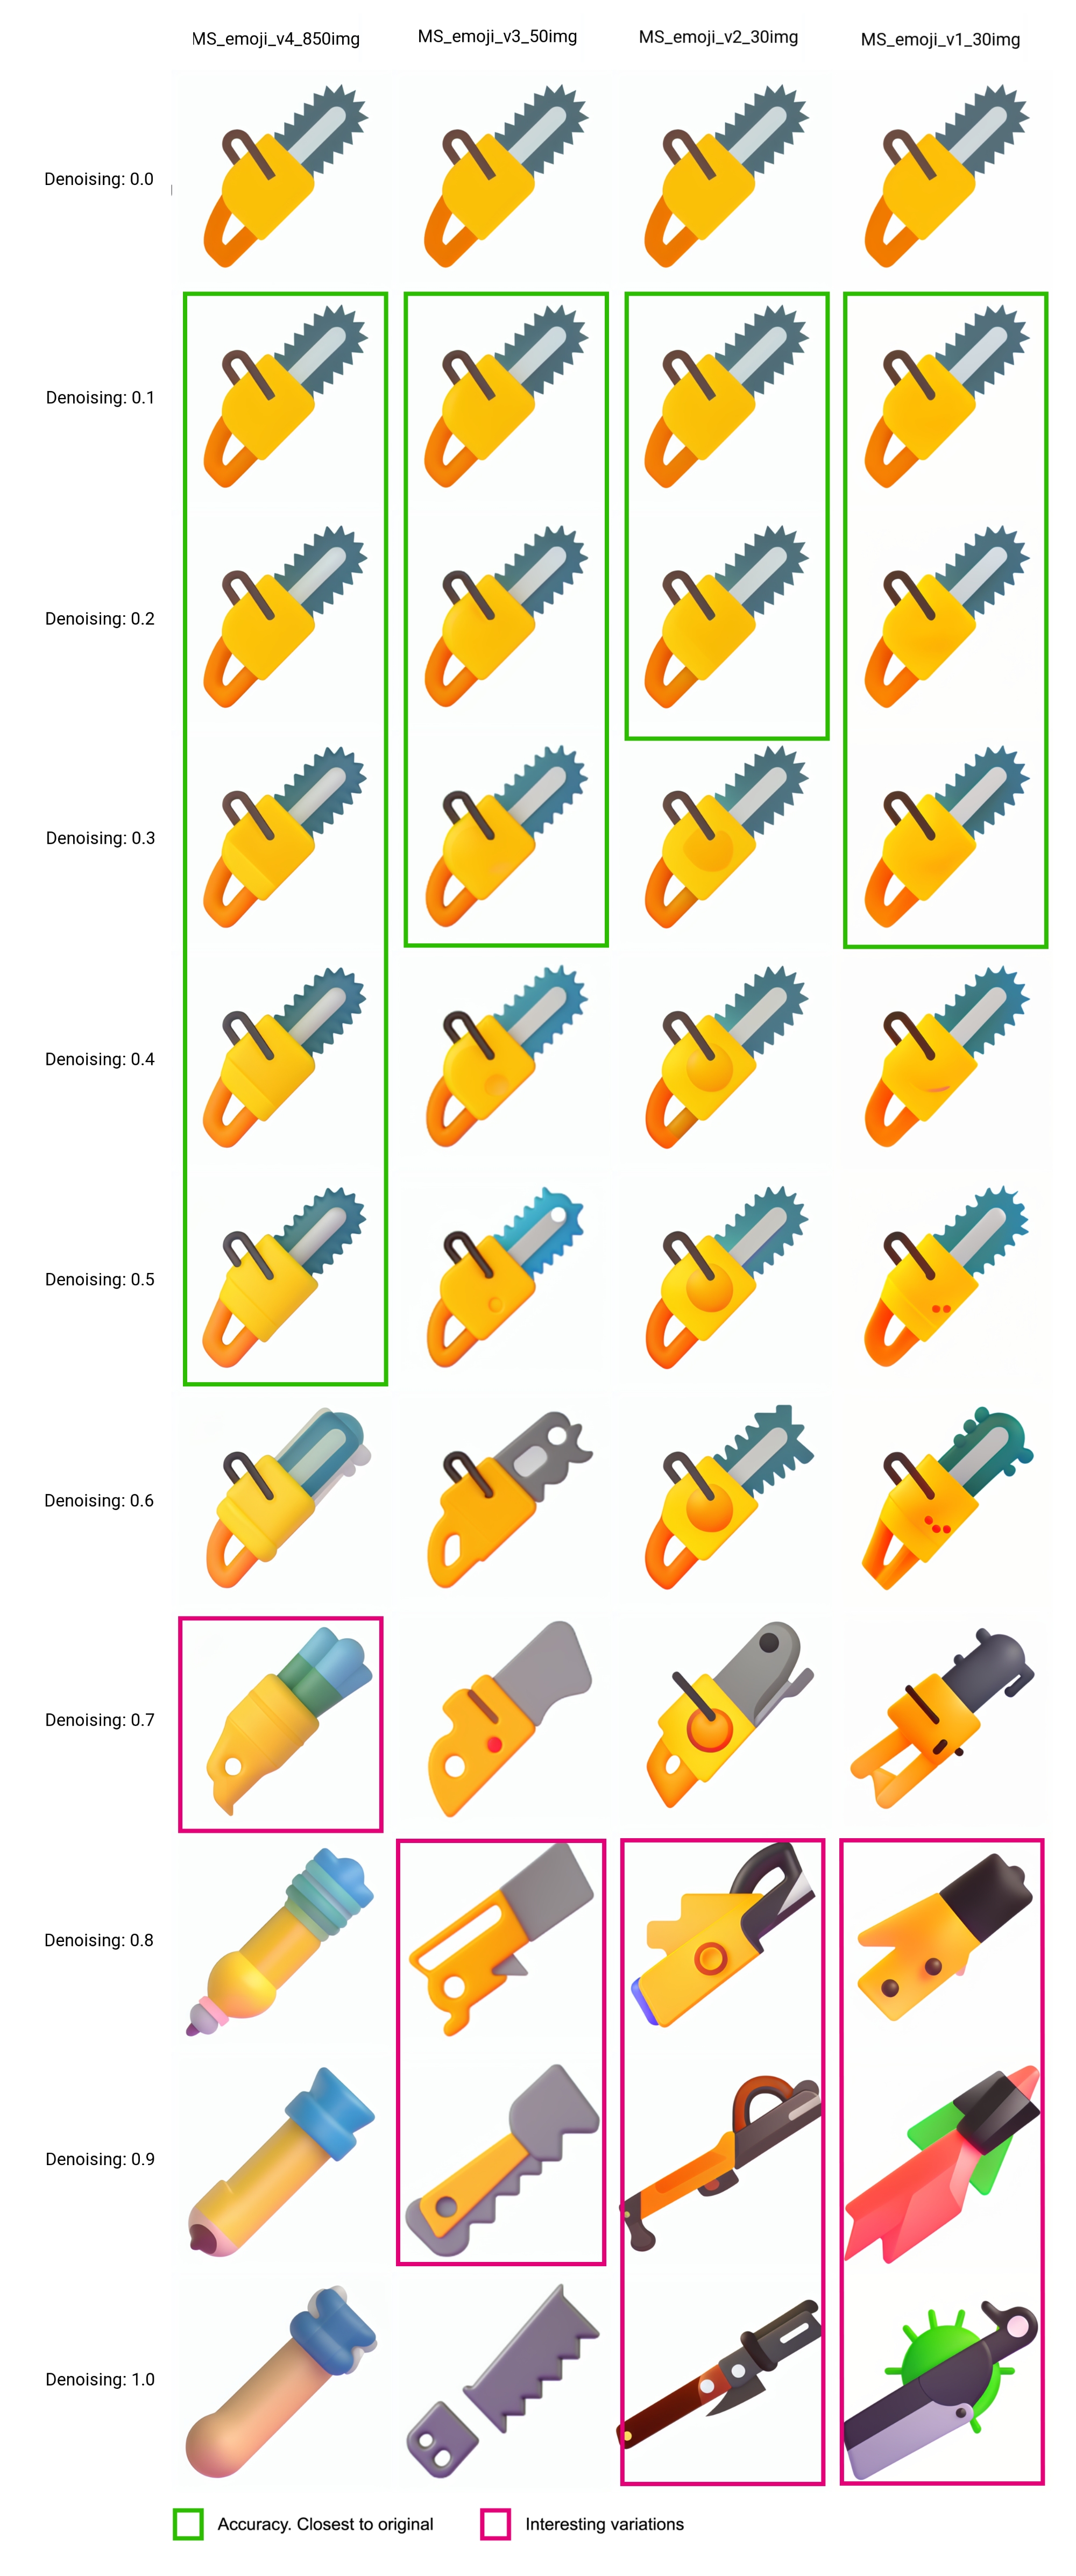 MS_emoji_v4_850img MS_emoji_v3_50img MS_emoji_v2_30img MS_emoji_v1_30img
Denoising: 0.0
Denoising: 0.1
Denoising: 0.2
Denoising: 0.3
Denoising: 0.4
Denoising: 0.5
Denoising: 0.6
Denoising: 0.7
Denoising: 0.8
Denoising: 0.9
Denoising: 1.0
Accuracy. Closest to original Interesting variations